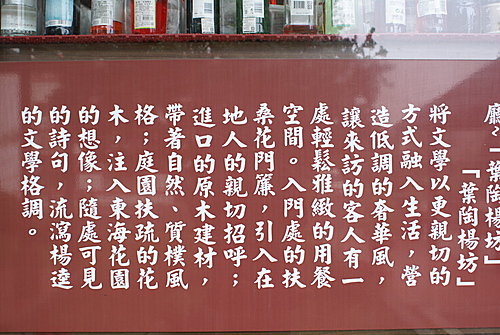 廳。「葉陶楊坊」
「葉陶楊坊」
將文學以更親切的
方式融入生活，營
造低調的奢華風，
讓來訪的客人有一
處輕鬆雅緻的用餐
空間。入門處的扶
桑花門簾，引入在
地人的親切招呼；
進口的原木建材，
帶著自然、質樸風
格；庭園扶疏的花
木，注入東海花園
的想像；隨處可見
的詩句，流瀉楊逵
的文學格調。